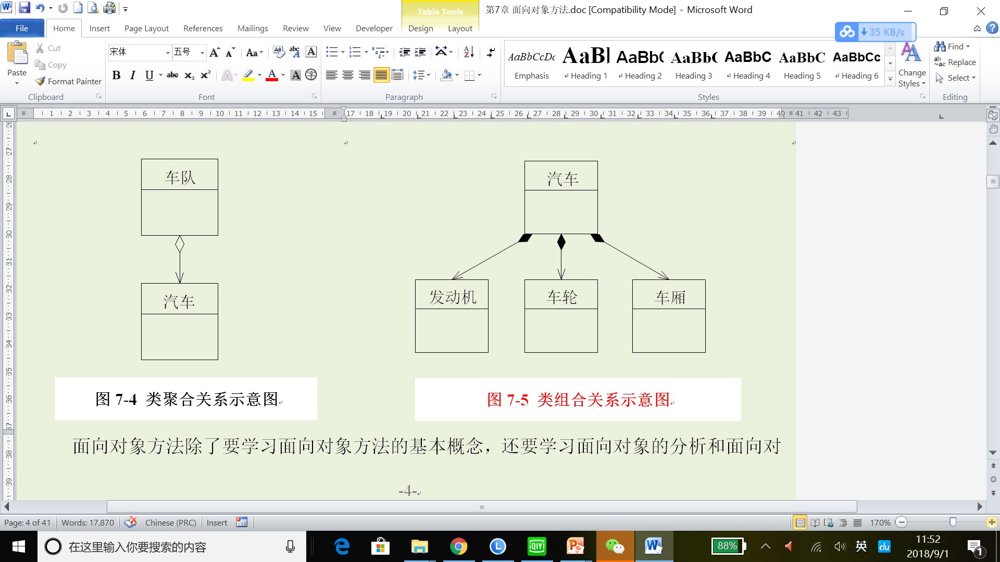 第7章 面向对象方法.doc [Compatibility Mode] - Microsoft Word
Table Tools
File Home Insert Page Layout References Mailings Review View Developer Design Layout
35 KB/s
Paste
Cut
Copy
Format Painter
Clipboard
宋体 五号
Font
Paragraph
AaBbCcDc AaBl AaBb( AaBb( AaBbC AaBbC AaBbCc
Emphasis Heading 1 Heading 2 Heading 3 Heading 4 Heading 5 Heading 6
Change Styles
Styles
Find
Replace
Select
Editing
1 2 3 4 5 6 7 8 9 10 11 12 13 14 15 17 18 19 20 21 22 23 24 25 26 27 28 29 30 31 32 33 34 35 36 37 38 39 40 41 42 43
26 27 28 29 30 31 32 33 34 35 36 37 38 39
车队
汽车
汽车
发动机 车轮 车厢
图 7-4 类聚合关系示意图
图 7-5 类组合关系示意图
面向对象方法除了要学习面向对象方法的基本概念，还要学习面向对象的分析和面向对
-4-
Page: 4 of 41 Words: 17,870 Chinese (PRC) Insert 170%
在这里输入你要搜索的内容
iQIYI
88%
英
du
11:52
2018/9/1
1